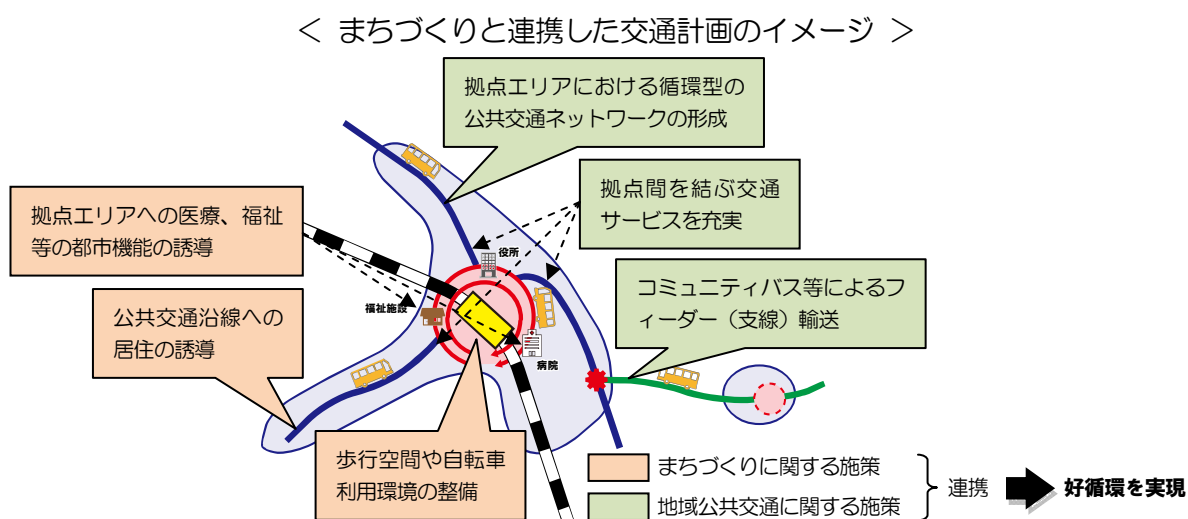 ＜ まちづくりと連携した交通計画のイメージ ＞
拠点エリアにおける循環型の
公共交通ネットワークの形成
拠点間を結ぶ交通
サービスを充実
拠点エリアへの医療、福祉
等の都市機能の誘導
役所
コミュニティバス等によるフ
ィーダー（支線）輸送
福祉施設
公共交通沿線への
居住の誘導
病院
歩行空間や自転車
利用環境の整備
まちづくりに関する施策
地域公共交通に関する施策
連携
好循環を実現